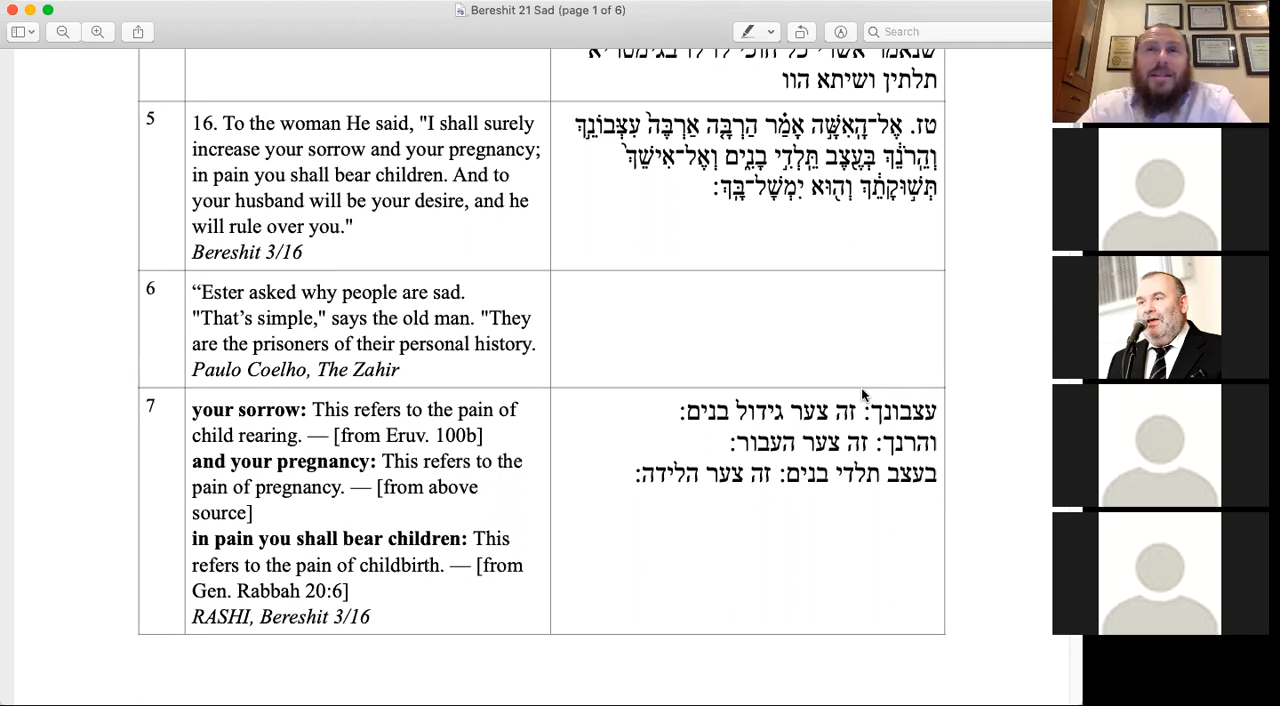 Bereshit 21 Sad (page 1 of 6)
Search
שנאמר אשרי כל חוכי לו לו בגימטריא
תלתין ושיתא הוו
5
16. To the woman He said, "I shall surely
increase your sorrow and your pregnancy;
in pain you shall bear children. And to
your husband will be your desire, and he
will rule over you."
Bereshit 3/16
טז. אֶל־הָֽאִשָּׁ֣ה אָמַ֗ר הַרְבָּ֤ה אַרְבֶּה֙ עִצְּבוֹנֵ֣ךְ
וְהֵֽרֹנֵ֔ךְ בְּעֶ֖צֶב תֵּֽלְדִ֣י בָנִ֑ים וְאֶל־אִישֵׁךְ֙
תְּשׁ֣וּקָתֵ֔ךְ וְה֖וּא יִמְשָׁל־בָּֽךְ׃
6
“Ester asked why people are sad.
"That’s simple," says the old man. "They
are the prisoners of their personal history.
Paulo Coelho, The Zahir
7
your sorrow: This refers to the pain of
child rearing. — [from Eruv. 100b]
and your pregnancy: This refers to the
pain of pregnancy. — [from above
source]
in pain you shall bear children: This
refers to the pain of childbirth. — [from
Gen. Rabbah 20:6]
RASHI, Bereshit 3/16
עצבונך: זה צער גידול בנים:
והרנך: זה צער העבור:
בעצב תלדי בנים: זה צער הלידה: